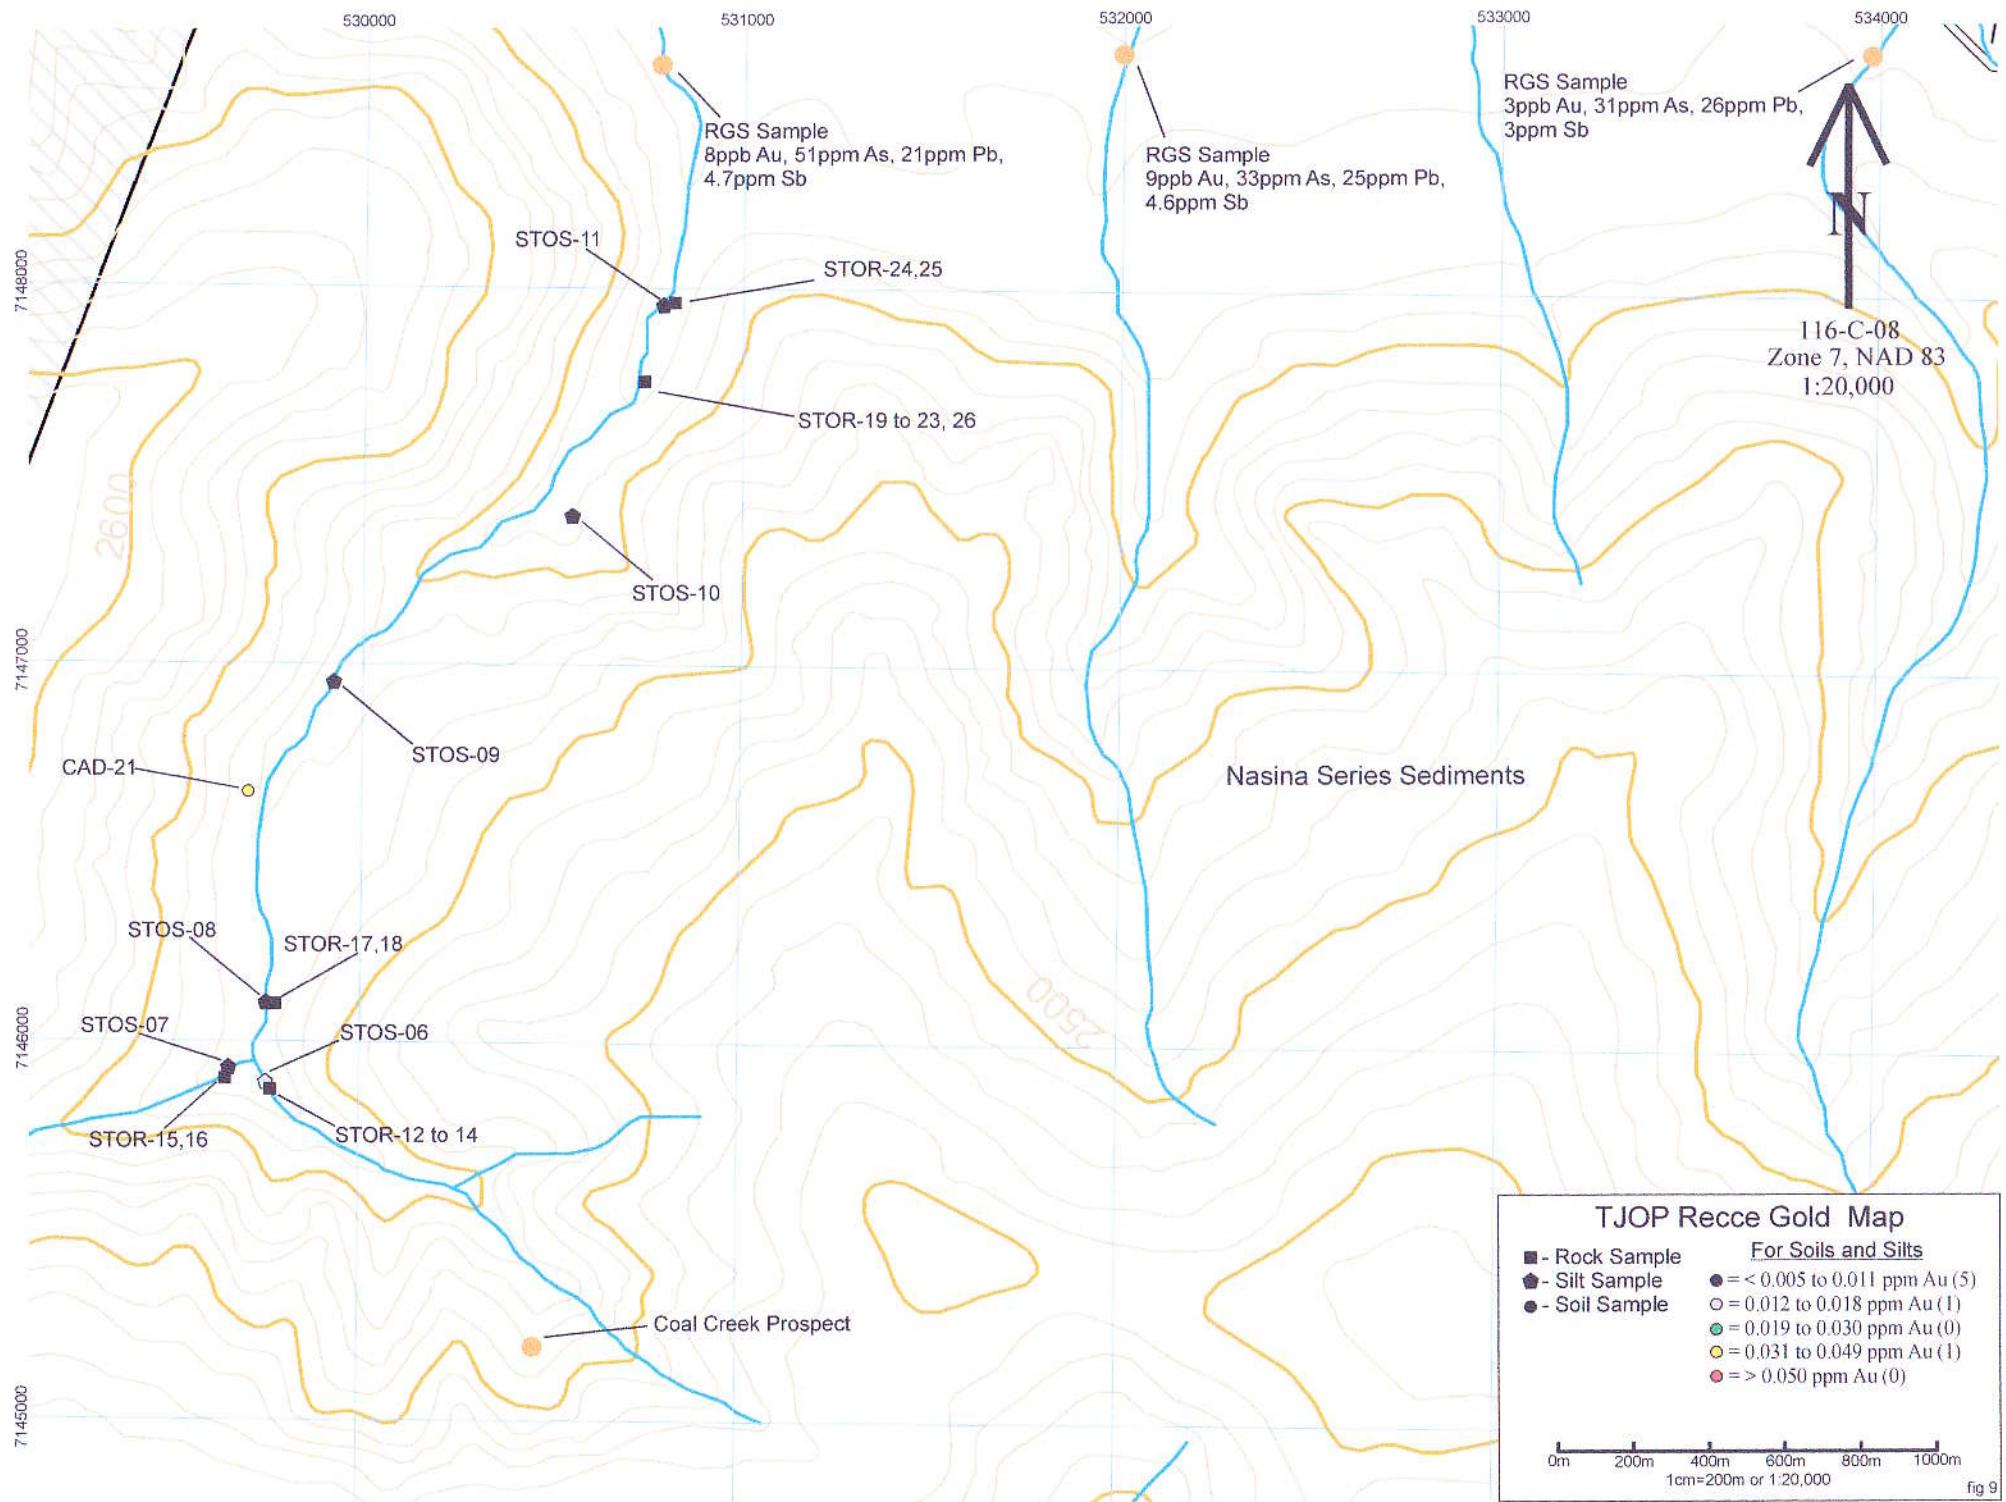 530000
531000
532000
533000
534000
RGS Sample
8ppb Au, 51ppm As, 21ppm Pb,
4.7ppm Sb
RGS Sample
9ppb Au, 33ppm As, 25ppm Pb,
4.6ppm Sb
RGS Sample
3ppb Au, 31ppm As, 26ppm Pb,
3ppm Sb
N
116-C-08
Zone 7, NAD 83
1:20,000
7148000
STOS-11
STOR-24,25
STOR-19 to 23, 26
2600
STOS-10
7147000
STOS-09
CAD-21
Nasina Series Sediments
STOS-08
STOR-17,18
2500
7146000
STOS-07
STOS-06
STOR-15,16
STOR-12 to 14
Coal Creek Prospect
7145000
TJOP Recce Gold Map
- Rock Sample
- Silt Sample
- Soil Sample
For Soils and Silts
= < 0.005 to 0.011 ppm Au (5)
= 0.012 to 0.018 ppm Au (1)
= 0.019 to 0.030 ppm Au (0)
= 0.031 to 0.049 ppm Au (1)
= > 0.050 ppm Au (0)
0m 200m 400m 600m 800m 1000m
1cm=200m or 1:20,000
fig 9